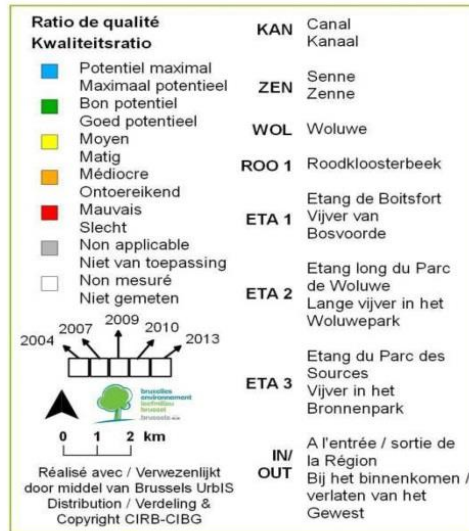 Ratio de qualité
Kwaliteitsratio
Potentiel maximal
Maximaal potentieel
Bon potentiel
Goed potentieel
Moyen
Matig
Médiocre
Ontoereikend
Mauvais
Slecht
Non applicable
Niet van toepassing
Non mesuré
Niet gemeten
2004
2007
2009
2010
2013
bruxelles
environnement
leefmilieu
brussel
brussels
0 1 2 km
Réalisé avec / Verwezenlijkt
door middel van Brussels UrbIS
Distribution / Verdeling &
Copyright CIRB-CIBG
KAN Canal
Kanaal
ZEN Senne
Zenne
WOL Woluwe
ROO 1 Roodkloosterbeek
ETA 1 Etang de Boitsfort
Vijver van
Bosvoorde
ETA 2 Etang long du Parc
de Woluwe
Lange vijver in het
Woluwepark
ETA 3 Etang du Parc des
Sources
Vijver in het
Bronnenpark
IN/
OUT
A l'entrée / sortie de
la Région
Bij het binnenkomen /
verlaten van het
Gewest